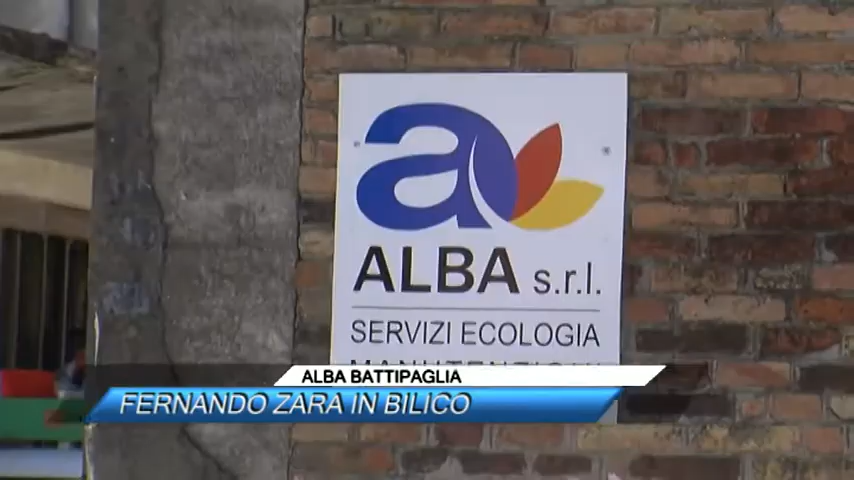 a
ALBA s.r.l.
SERVIZI ECOLOGIA
ALBA BATTIPAGLIA
FERNANDO ZARA IN BILICO